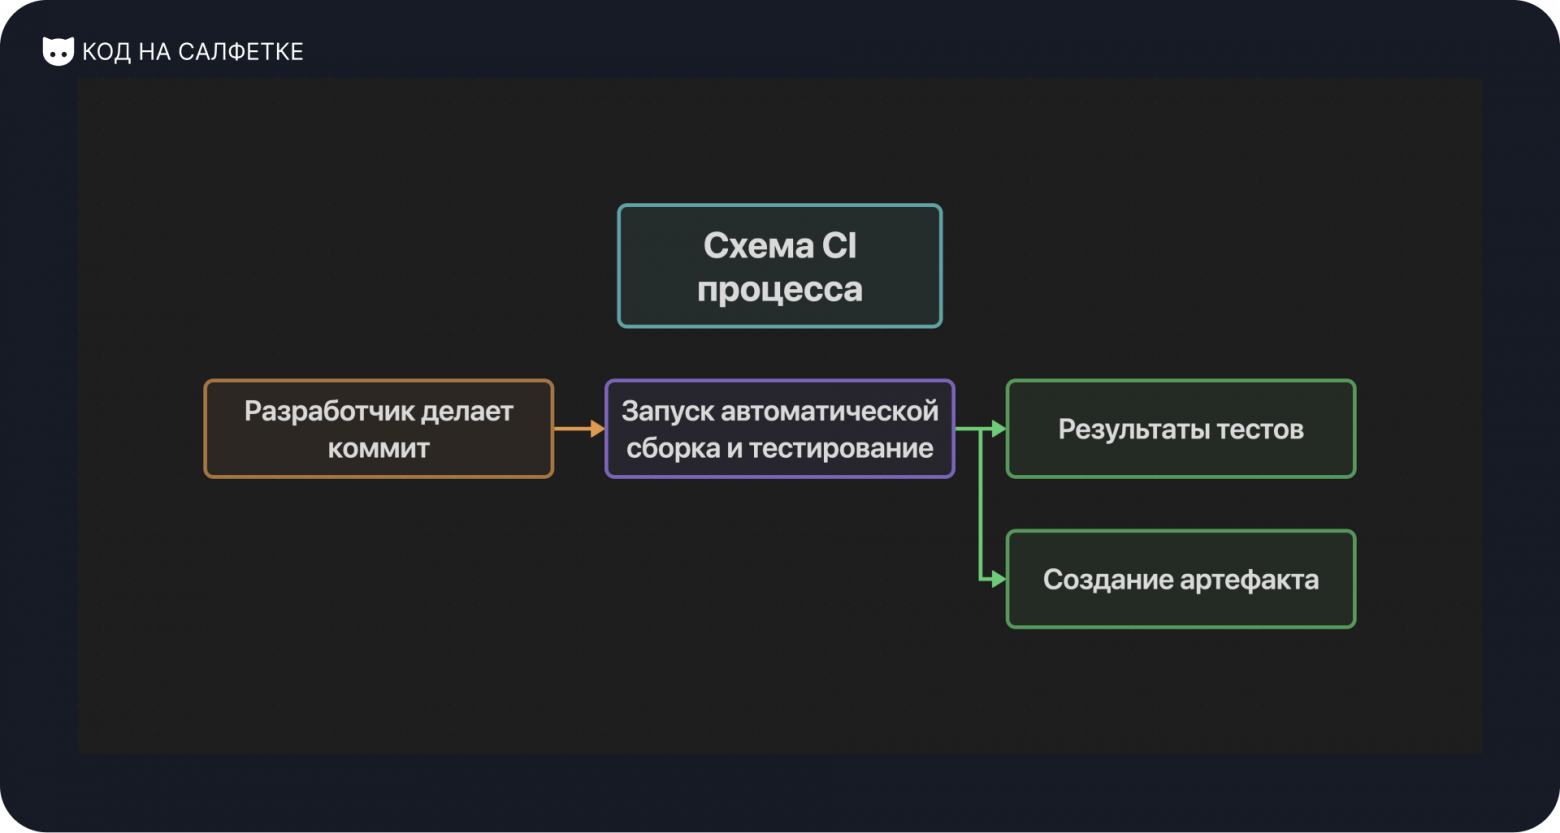 КОД НА САЛФЕТКЕ
Схема CI
процесса
Разработчик делает
коммит
Запуск автоматической
сборка и тестирование
Результаты тестов
Создание артефакта